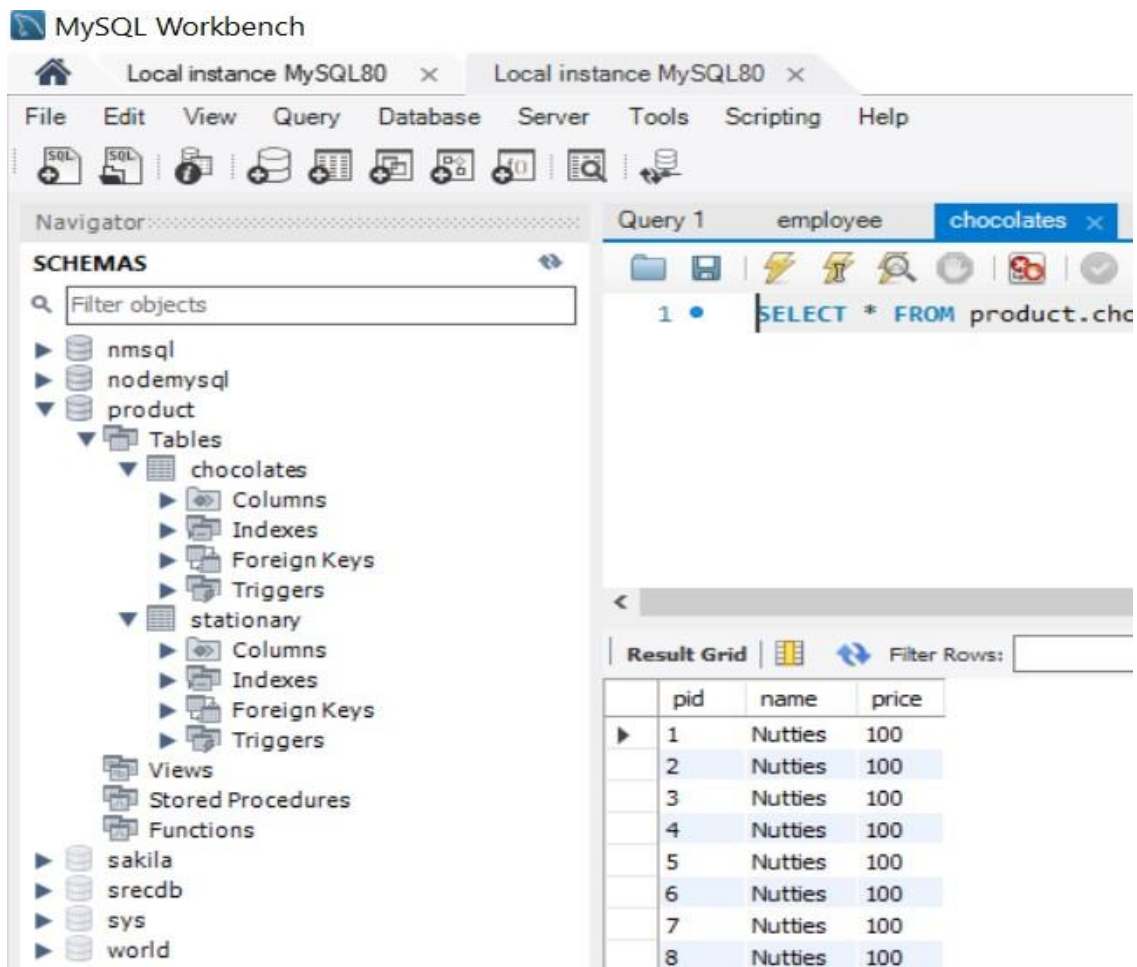 MySQL Workbench
Local instance MySQL80 × Local instance MySQL80 ×
File Edit View Query Database Server Tools Scripting Help
Navigator
SCHEMAS
Filter objects
nmsql
nodemysql
product
Tables
chocolates
Columns
Indexes
Foreign Keys
Triggers
stationary
Columns
Indexes
Foreign Keys
Triggers
Views
Stored Procedures
Functions
sakila
srecdb
sys
world
Query 1 employee chocolates ×
1 SELECT * FROM product.cho
Result Grid Filter Rows:
pid name price
1 Nutties 100
2 Nutties 100
3 Nutties 100
4 Nutties 100
5 Nutties 100
6 Nutties 100
7 Nutties 100
8 Nutties 100